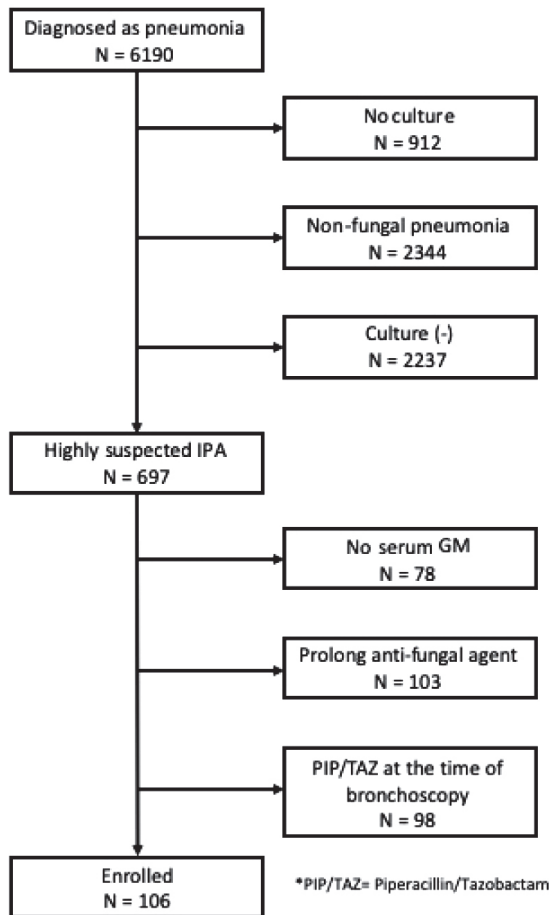 Diagnosed as pneumonia
N = 6190
No culture
N = 912
Non-fungal pneumonia
N = 2344
Culture (-)
N = 2237
Highly suspected IPA
N = 697
No serum GM
N = 78
Prolong anti-fungal agent
N = 103
PIP/TAZ at the time of
bronchoscopy
N = 98
Enrolled
N = 106
*PIP/TAZ= Piperacillin/Tazobactam